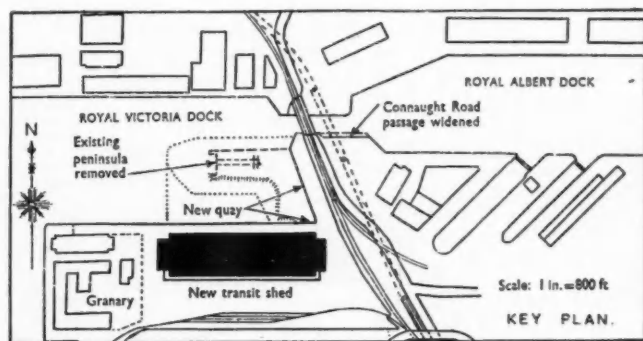 ROYAL ALBERT DOCK
ROYAL VICTORIA DOCK
Connaught Road
passage widened
N
Existing
peninsula
removed
New quay
Granary
New transit shed
Scale: 1 in.=800 ft
KEY PLAN.